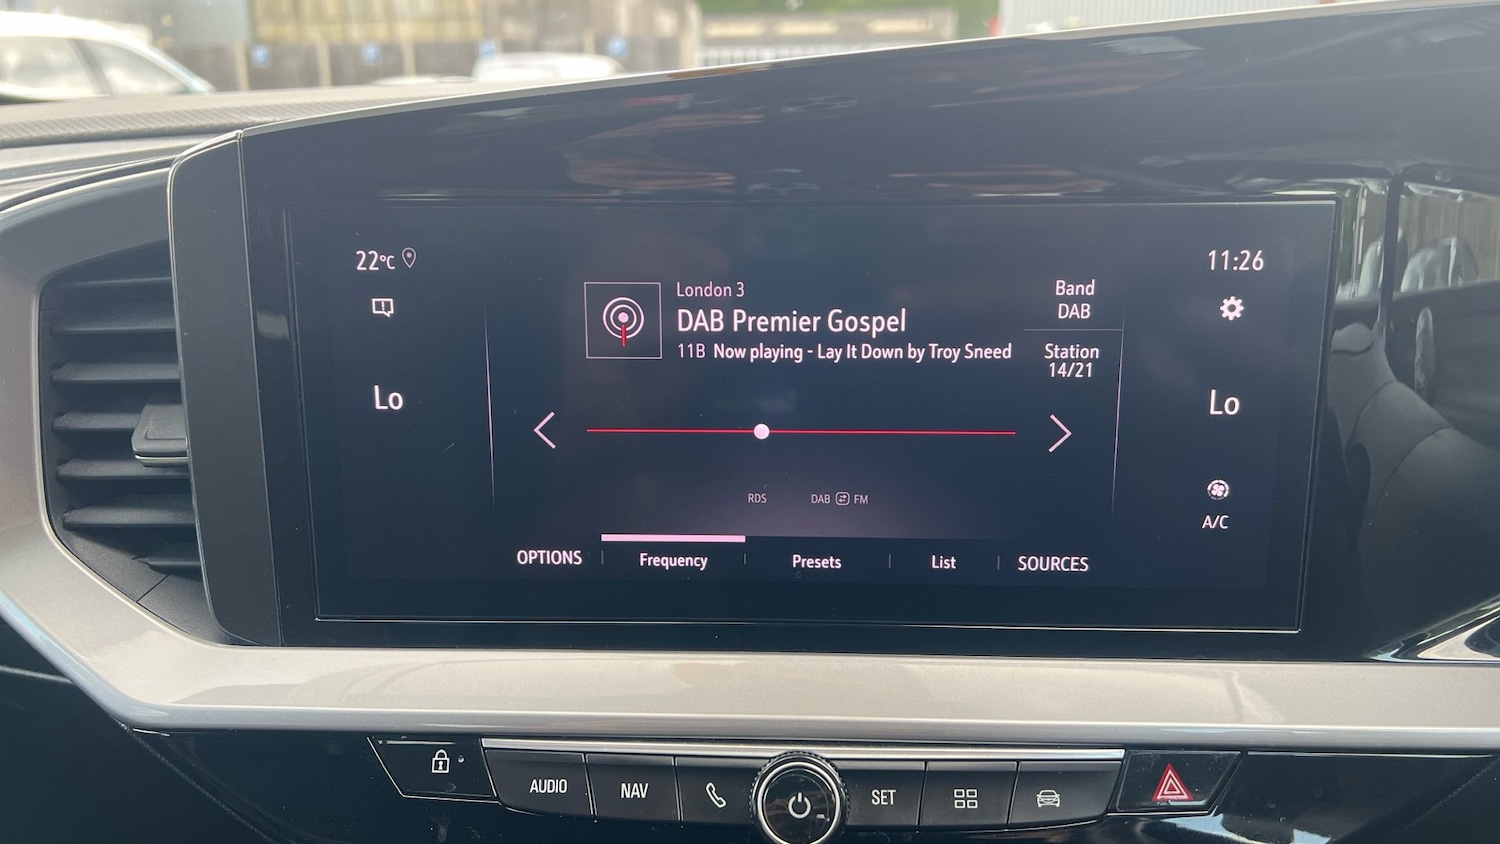 22°C
11:26
London 3
DAB Premier Gospel
11B Now playing - Lay It Down by Troy Sneed
Band
DAB
Station
14/21
Lo
Lo
RDS
DAB FM
A/C
OPTIONS
Frequency
Presets
List
SOURCES
AUDIO
NAV
SET